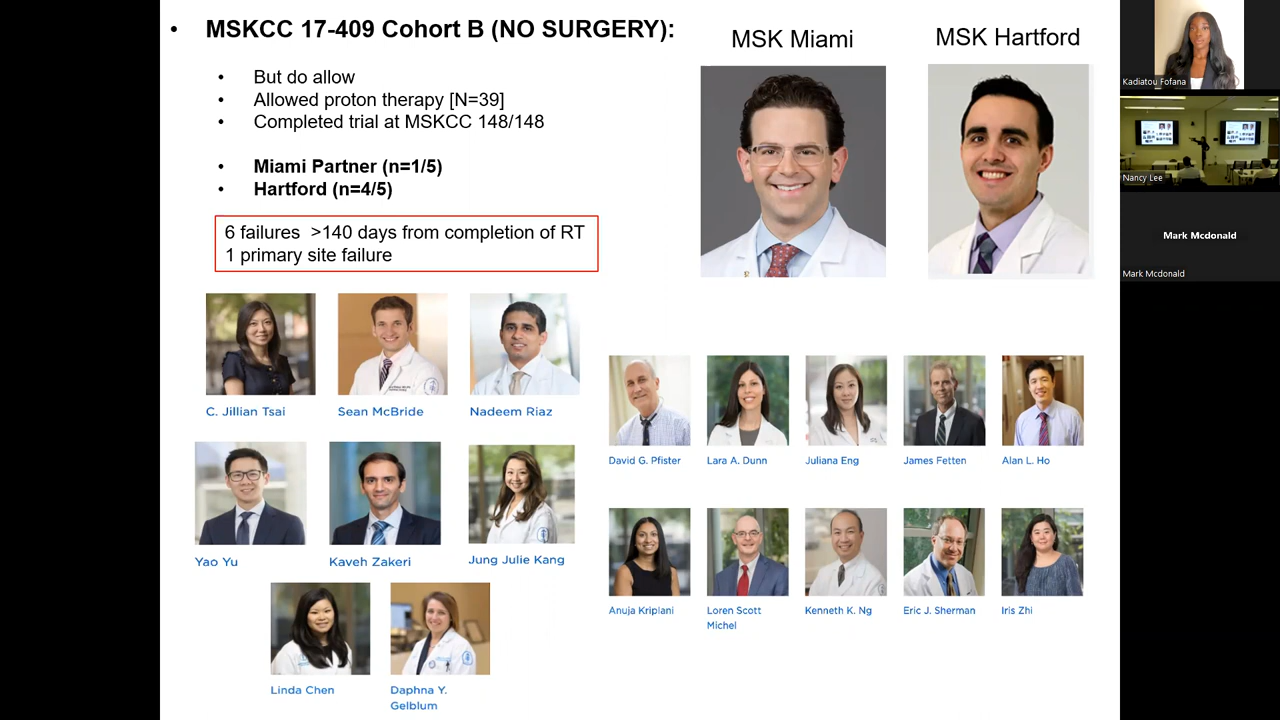 • MSKCC 17-409 Cohort B (NO SURGERY):
• But do allow
• Allowed proton therapy [N=39]
• Completed trial at MSKCC 148/148
• Miami Partner (n=1/5)
• Hartford (n=4/5)
6 failures >140 days from completion of RT
1 primary site failure
MSK Miami
MSK Hartford
C. Jillian Tsai
Sean McBride
Nadeem Riaz
Yao Yu
Kaveh Zakeri
Jung Julie Kang
Linda Chen
Daphna Y.
Gelblum
David G. Pfister
Lara A. Dunn
Juliana Eng
James Fetten
Alan L. Ho
Anuja Kriplani
Loren Scott
Michel
Kenneth K. Ng
Eric J. Sherman
Iris Zhi
Kadiatou Fofana
Nancy Lee
Mark Mcdonald
Mark Mcdonald